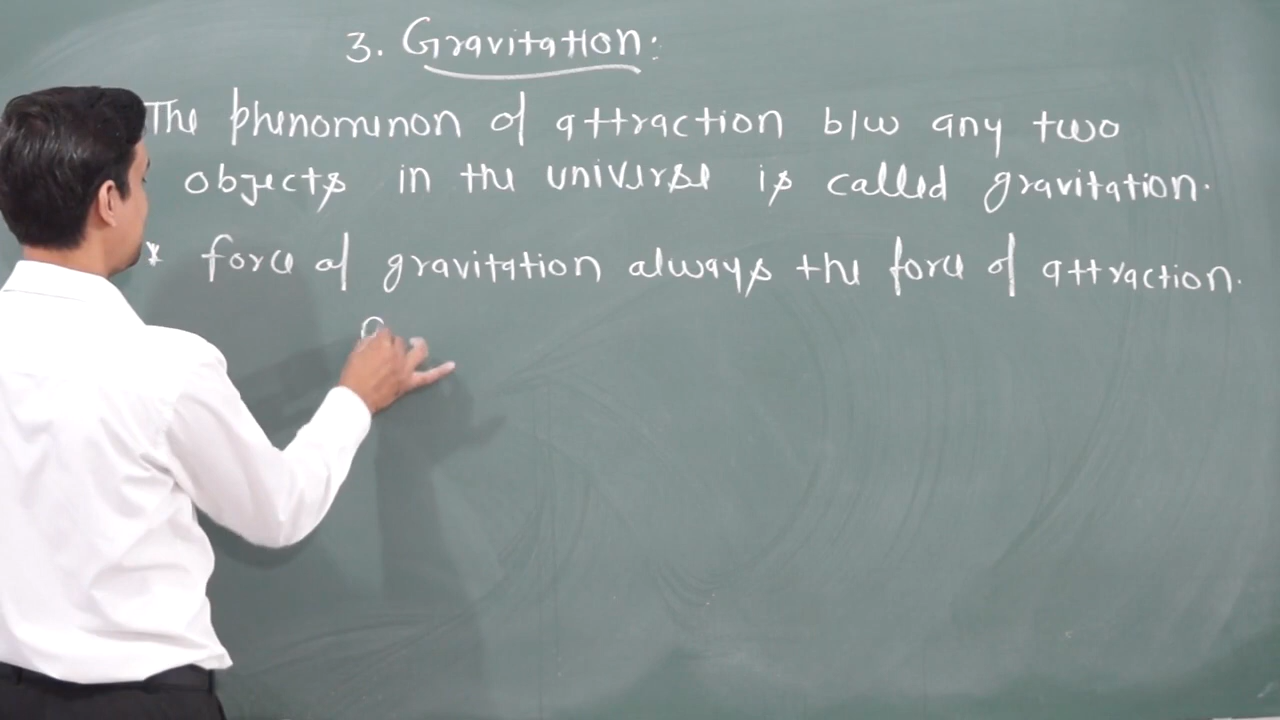 3. Gravitation:
The phenominon of attraction b/w any two
objects in the universe is called gravitation.
* force of gravitation always the force of attraction.